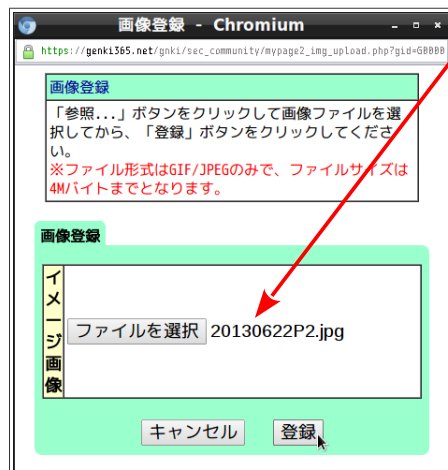 画像登録 - Chromium
https://genki365.net/gnki/sec_community/mypage2_img_upload.php?gid=G0000
画像登録
「参照...」ボタンをクリックして画像ファイルを選
択してから、「登録」ボタンをクリックしてくださ
い。
※ファイル形式はGIF/JPEGのみで、ファイルサイズは
4Mバイトまでとなります。
画像登録
イメージ画像
ファイルを選択 20130622P2.jpg
キャンセル 登録